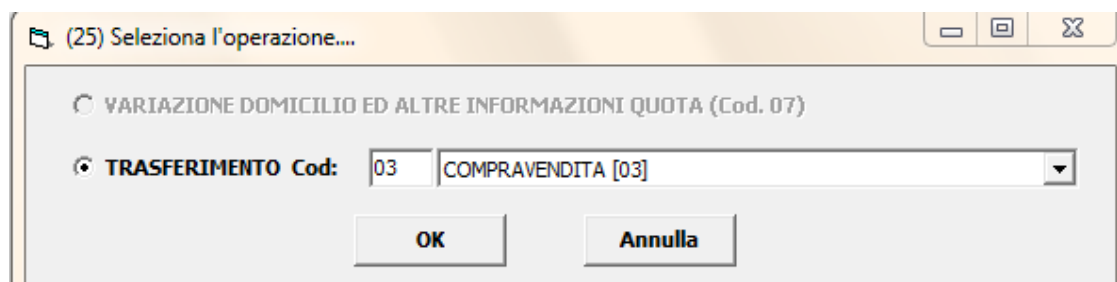 (25) Seleziona l'operazione....
VARIAZIONE DOMICILIO ED ALTRE INFORMAZIONI QUOTA (Cod. 07)
TRASFERIMENTO Cod: 03 COMPRAVENDITA [03]
OK Annulla